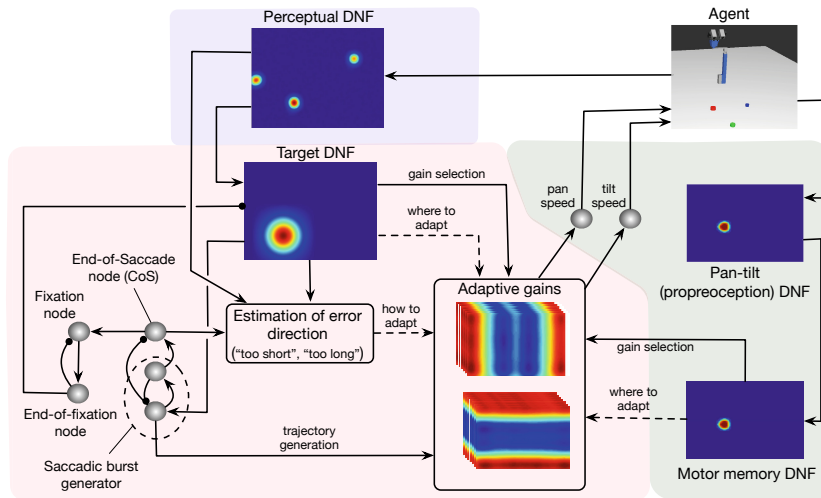 Perceptual DNF
Agent
Target DNF
gain selection
where to
adapt
pan
speed
tilt
speed
End-of-Saccade
node (CoS)
Fixation
node
Estimation of error
direction
(“too short”, “too long”)
how to
adapt
Adaptive gains
Pan-tilt
(propreoception) DNF
gain selection
where to
adapt
End-of-fixation
node
trajectory
generation
Saccadic burst
generator
Motor memory DNF